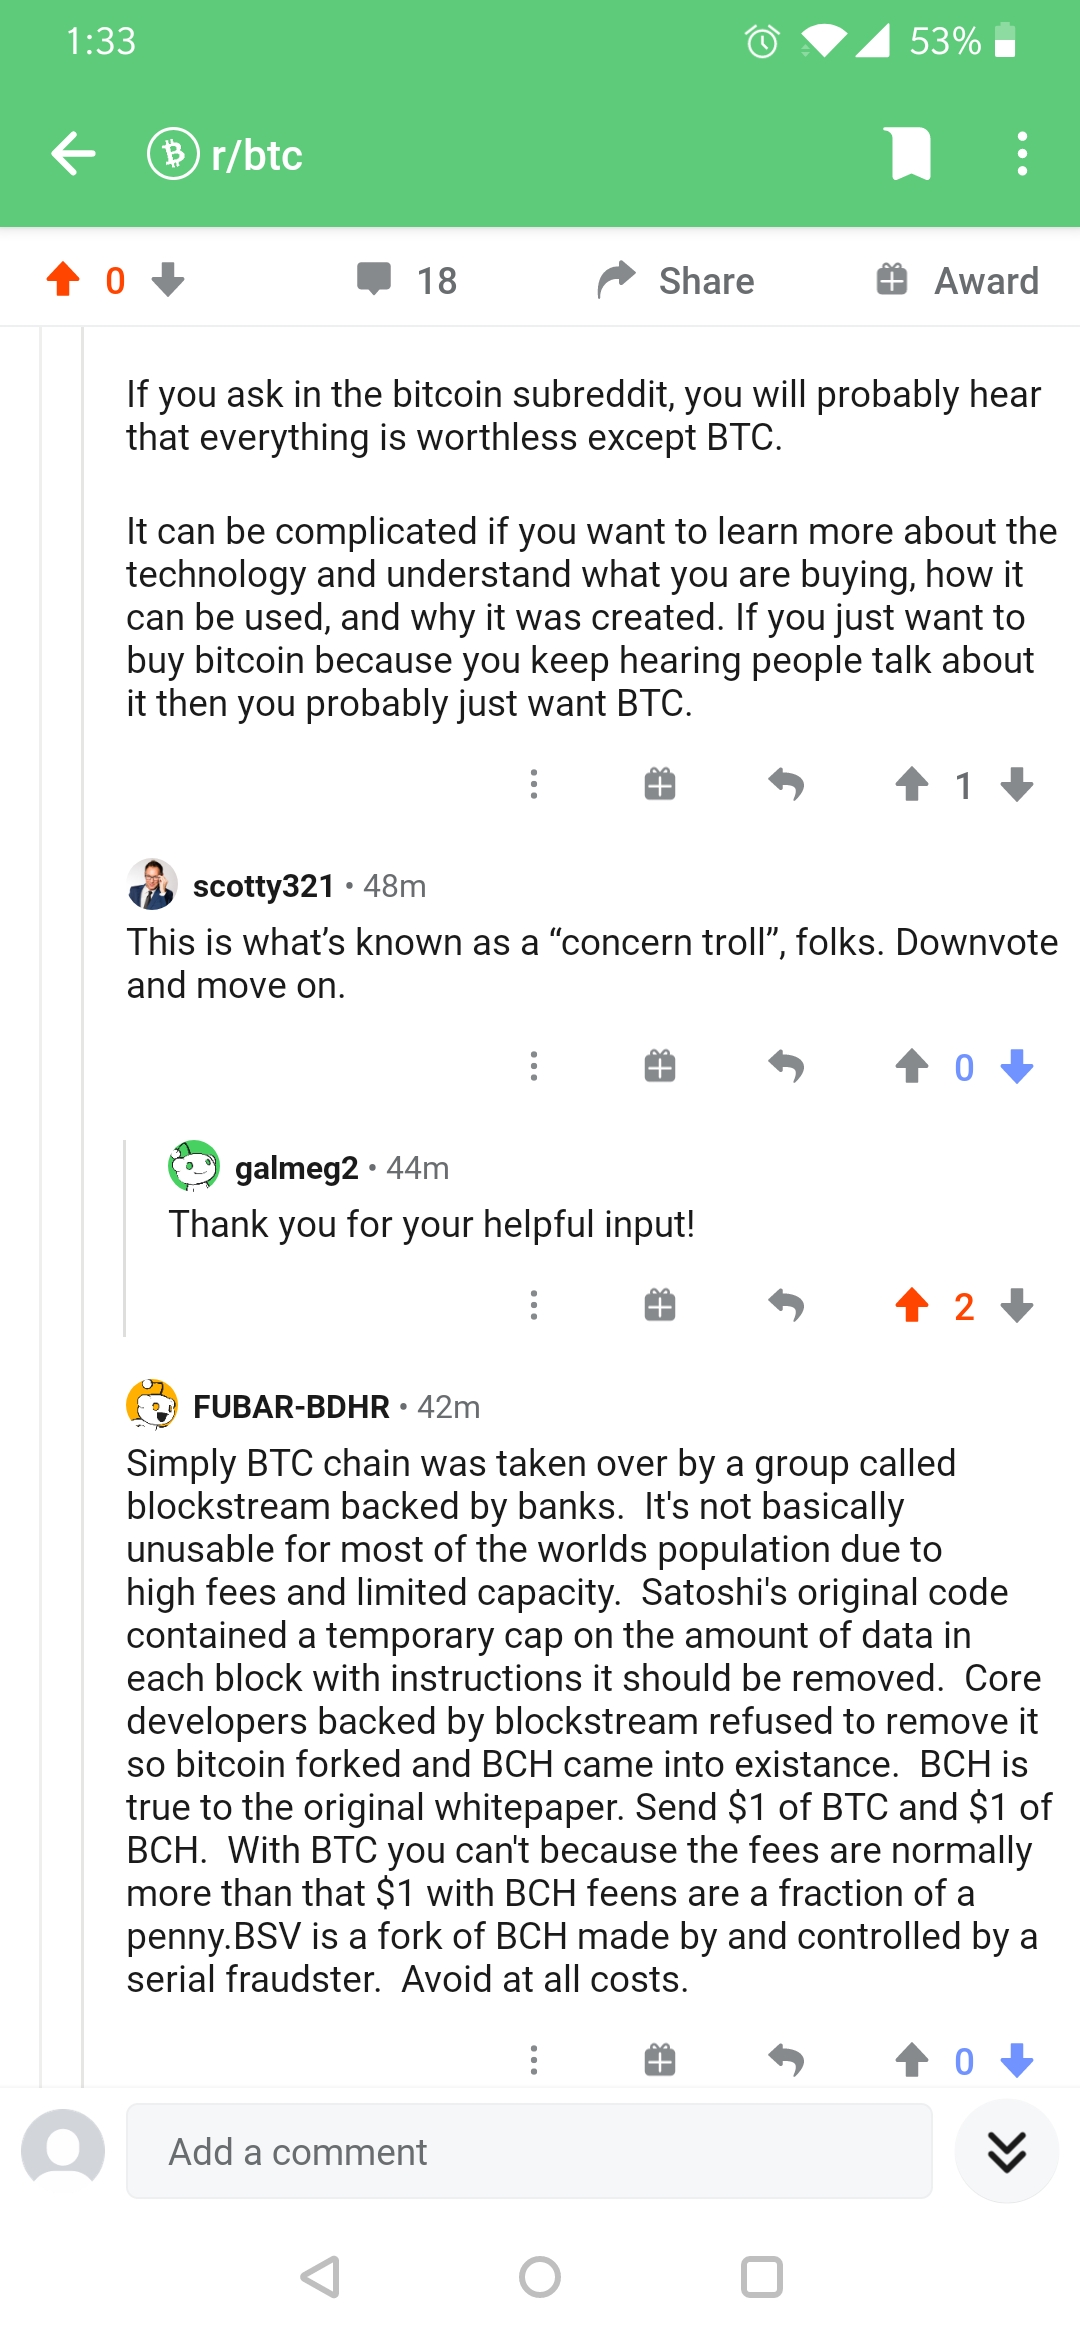 1:33
53%
r/btc
0
18
Share
Award
If you ask in the bitcoin subreddit, you will probably hear
that everything is worthless except BTC.
It can be complicated if you want to learn more about the
technology and understand what you are buying, how it
can be used, and why it was created. If you just want to
buy bitcoin because you keep hearing people talk about
it then you probably just want BTC.
1
scotty321 • 48m
This is what’s known as a “concern troll”, folks. Downvote
and move on.
0
galmeg2 • 44m
Thank you for your helpful input!
2
FUBAR-BDHR • 42m
Simply BTC chain was taken over by a group called
blockstream backed by banks.  It's not basically
unusable for most of the worlds population due to
high fees and limited capacity.  Satoshi's original code
contained a temporary cap on the amount of data in
each block with instructions it should be removed.  Core
developers backed by blockstream refused to remove it
so bitcoin forked and BCH came into existance.  BCH is
true to the original whitepaper. Send $1 of BTC and $1 of
BCH.  With BTC you can't because the fees are normally
more than that $1 with BCH feens are a fraction of a
penny.BSV is a fork of BCH made by and controlled by a
serial fraudster.  Avoid at all costs.
0
Add a comment